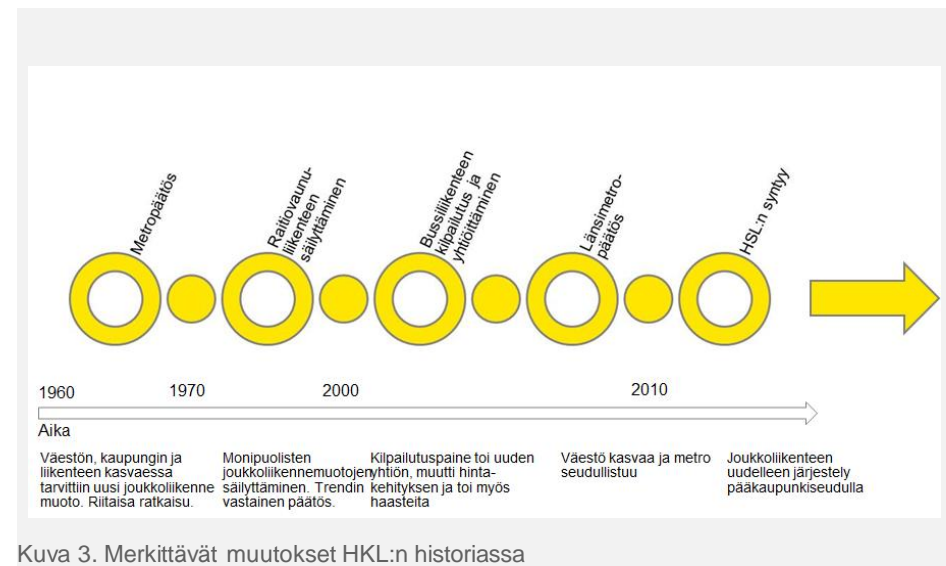 Metropäätös
Raitiovaunu-
liikenteen
säilyttäminen
Bussiliikenteen
kilpailutus ja
yhtiöittäminen
Länsimetro-
päätös
HSL:n syntyy
1960
1970
2000
2010
Aika
Väestön, kaupungin ja
liikenteen kasvaessa
tarvittiin uusi joukkoliikenne
muoto. Riitaisa ratkaisu.
Monipuolisten
joukkoliikennemuotojen
säilyttäminen. Trendin
vastainen päätös.
Kilpailutuspaine toi uuden
yhtiön, muutti hinta-
kehityksen ja toi myös
haasteita
Väestö kasvaa ja metro
seudullistuu
Joukkoliikenteen
uudelleen järjestely
pääkaupunkiseudulla
Kuva 3. Merkittävät muutokset HKL:n historiassa